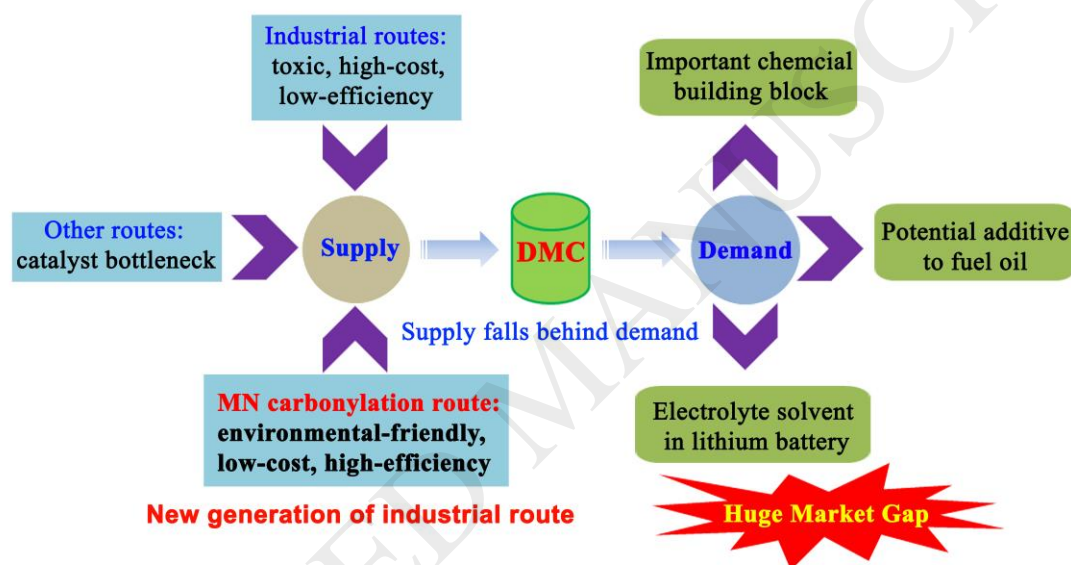 Industrial routes:
toxic, high-cost,
low-efficiency
Important chemcial
building block
Other routes:
catalyst bottleneck
Supply
DMC
Demand
Potential additive
to fuel oil
Supply falls behind demand
MN carbonylation route:
environmental-friendly,
low-cost, high-efficiency
Electrolyte solvent
in lithium battery
New generation of industrial route
Huge Market Gap
ED MANUSCR